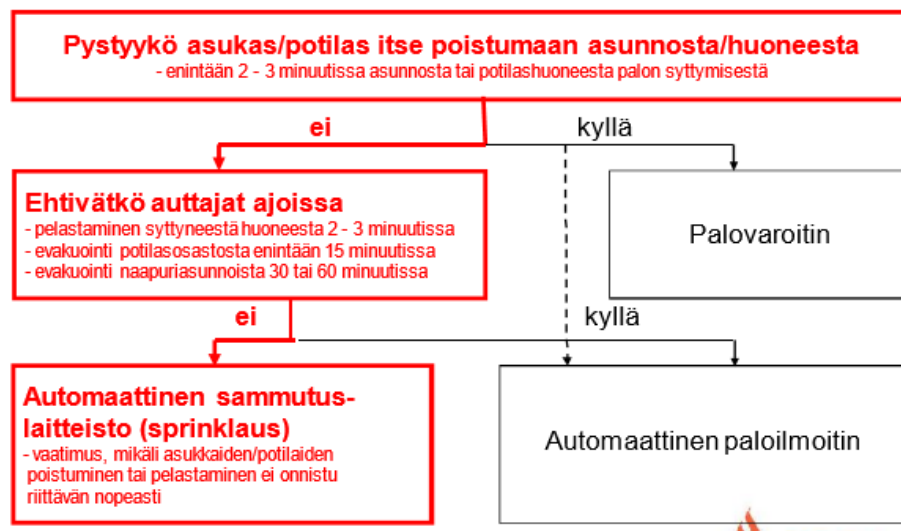 Pystyykö asukas/potilas itse poistumaan asunnosta/huoneesta
- enintään 2 - 3 minuutissa asunnosta tai potilashuoneesta palon syttymisestä
ei
kyllä
Ehtivätkö auttajat ajoissa
- pelastaminen syttyneestä huoneesta 2 - 3 minuutissa
- evakuointi potilasosastosta enintään 15 minuutissa
- evakuointi naapuriasunnoista 30 tai 60 minuutissa
Palovaroitin
ei
kyllä
Automaattinen sammutus-
laitteisto (sprinklaus)
- vaatimus, mikäli asukkaiden/potilaiden
poistuminen tai pelastaminen ei onnistu
riittävän nopeasti
Automaattinen paloilmoitin